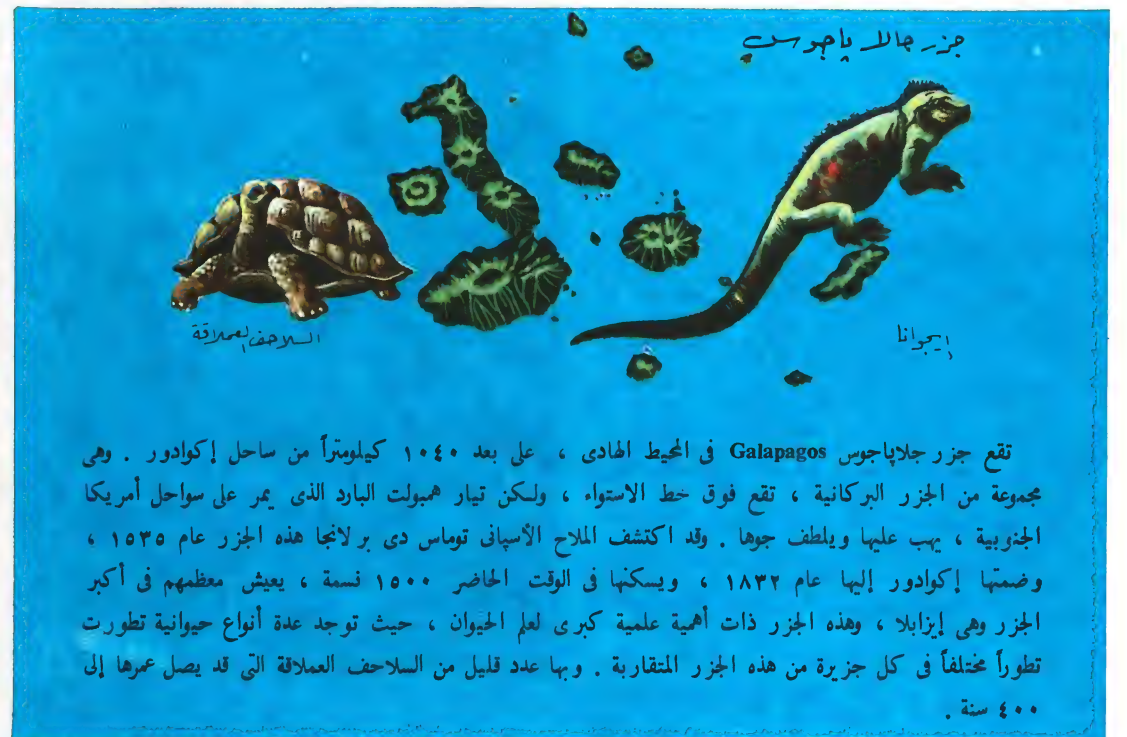 جزر جالاپاجوس
السلاحف العملاقة
إيجوانا
تقع جزر جلاپاجوس Galapagos فى المحيط الهادى ، على بعد ١٠٤٠ كيلومتراً من ساحل إكوادور . وهى
مجموعة من الجزر البركانية ، تقع فوق خط الاستواء ، ولكن تيار همبولت البارد الذى يمر على سواحل أمريكا
الجنوبية ، يهب عليها ويلطف جوها . وقد اكتشف الملاح الأسپانى توماس دى برلانجا هذه الجزر عام ١٥٣٥ ،
وضمتها إكوادور إليها عام ١٨٣٢ ، ويسكنها فى الوقت الحاضر ١٥٠٠ نسمة ، يعيش معظمهم فى أكبر
الجزر وهى إيزابلا ، وهذه الجزر ذات أهمية علمية كبرى لعلم الحيوان ، حيث توجد عدة أنواع حيوانية تطورت
تطوراً مختلفاً فى كل جزيرة من هذه الجزر المتقاربة . وبها عدد قليل من السلاحف العملاقة التى قد يصل عمرها إلى
٤٠٠ سنة .